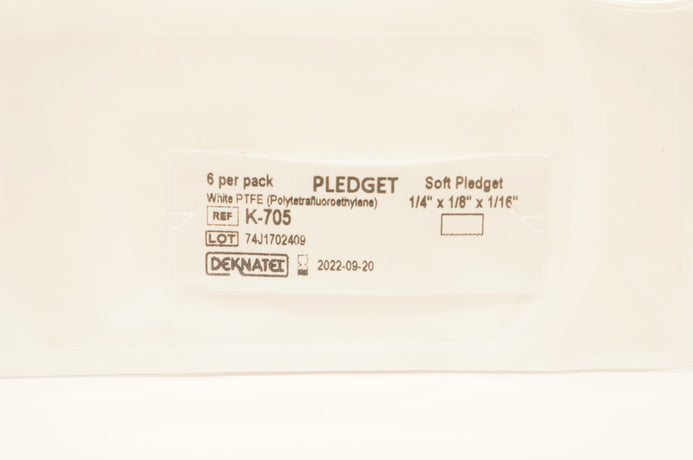 6 per pack PLEDGET Soft Pledget
White PTFE (Polytetrafluoroethylene) 1/4" x 1/8" x 1/16"
REF K-705
LOT 74J1702409
DEKNATEL 2022-09-20